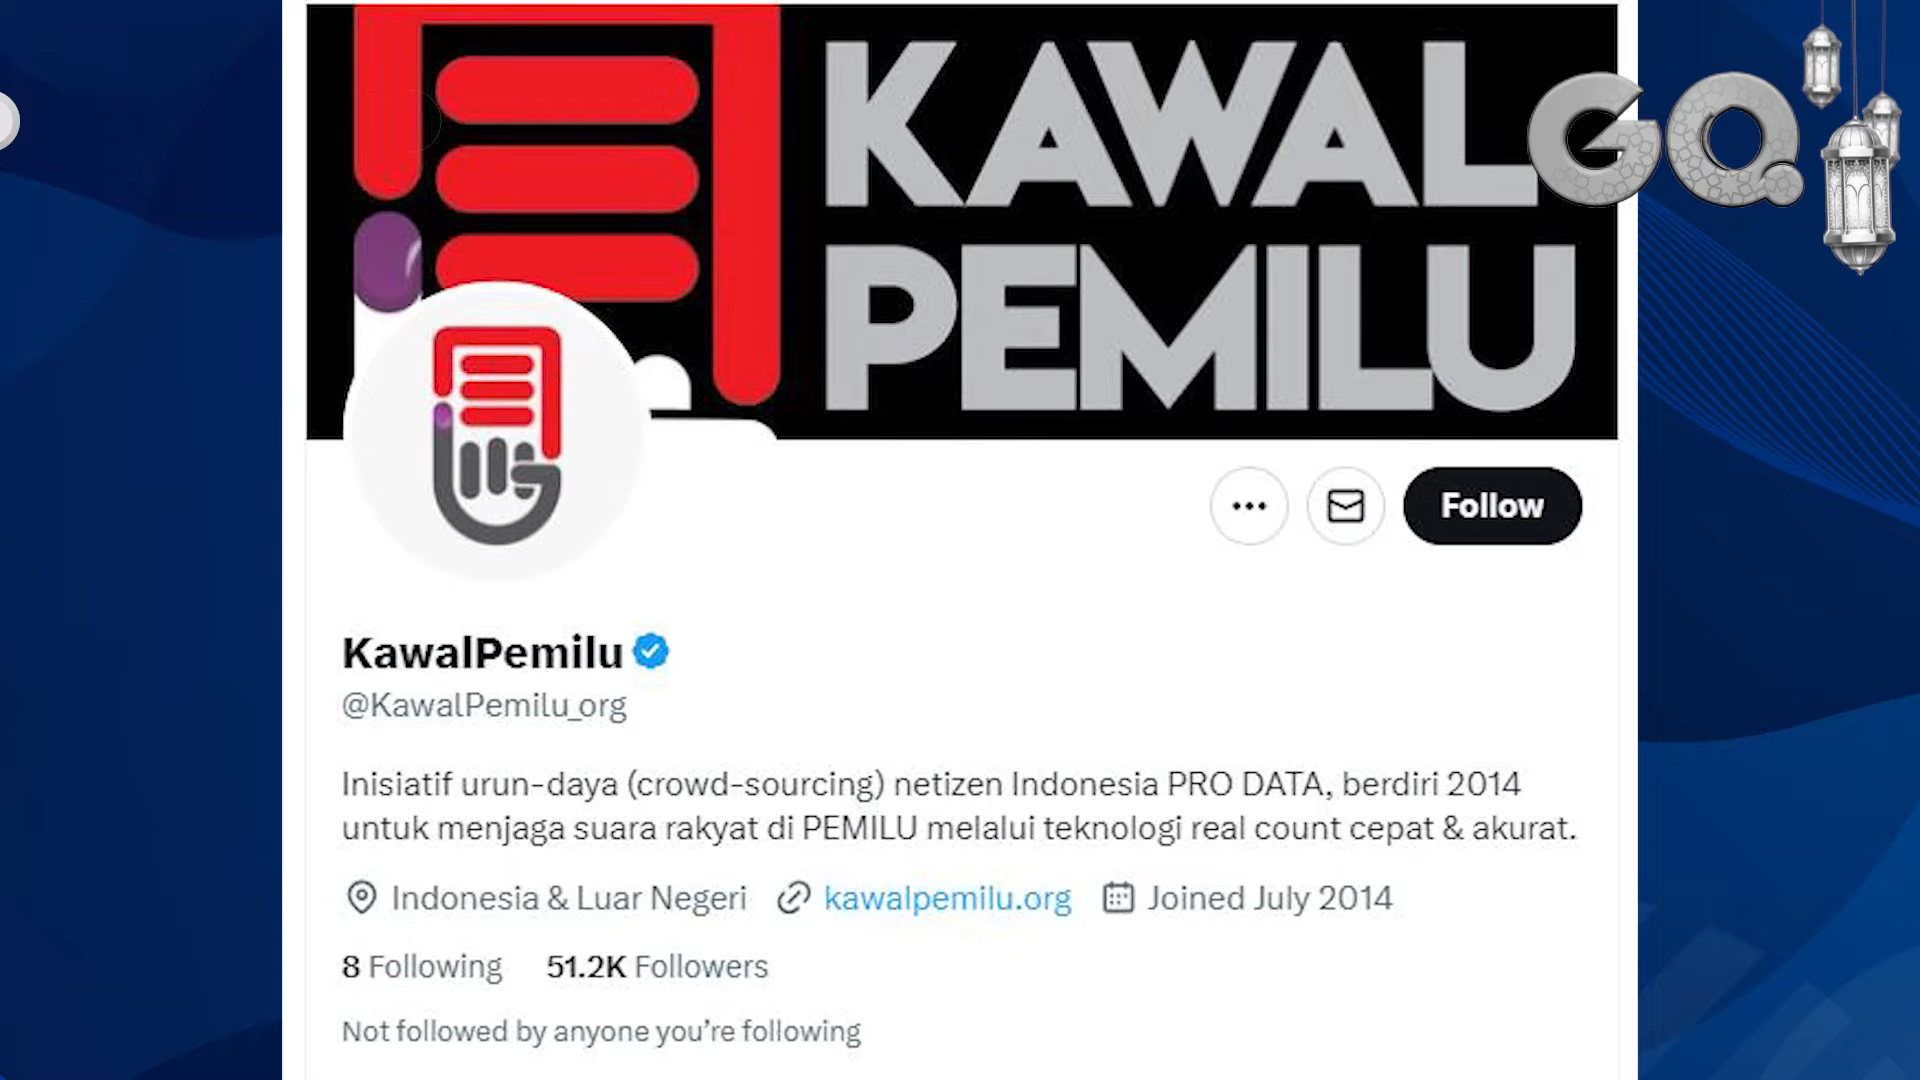 KAWAL
PEMILU
GQ
Follow
KawalPemilu
@KawalPemilu_org
Inisiatif urun-daya (crowd-sourcing) netizen Indonesia PRO DATA, berdiri 2014
untuk menjaga suara rakyat di PEMILU melalui teknologi real count cepat & akurat.
Indonesia & Luar Negeri kawalpemilu.org Joined July 2014
8 Following 51.2K Followers
Not followed by anyone you’re following